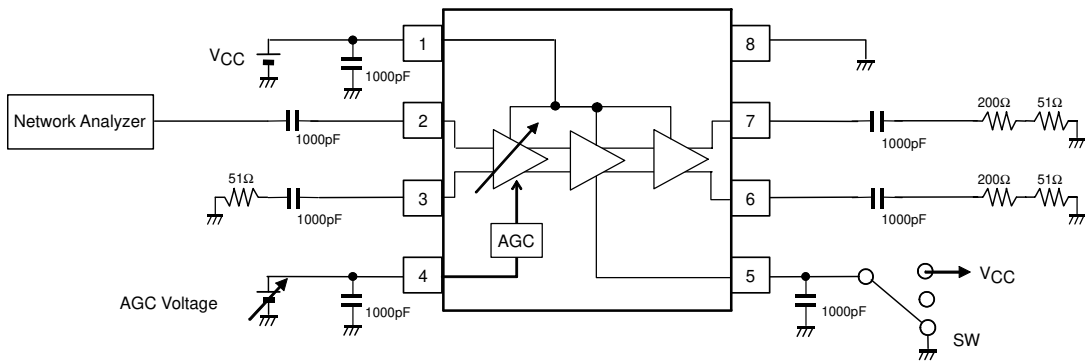 1
8
VCC
1000pF
Network Analyzer
2
7
1000pF
1000pF
200Ω
51Ω
51Ω
3
6
1000pF
1000pF
200Ω
51Ω
AGC
4
5
VCC
AGC Voltage
1000pF
1000pF
SW